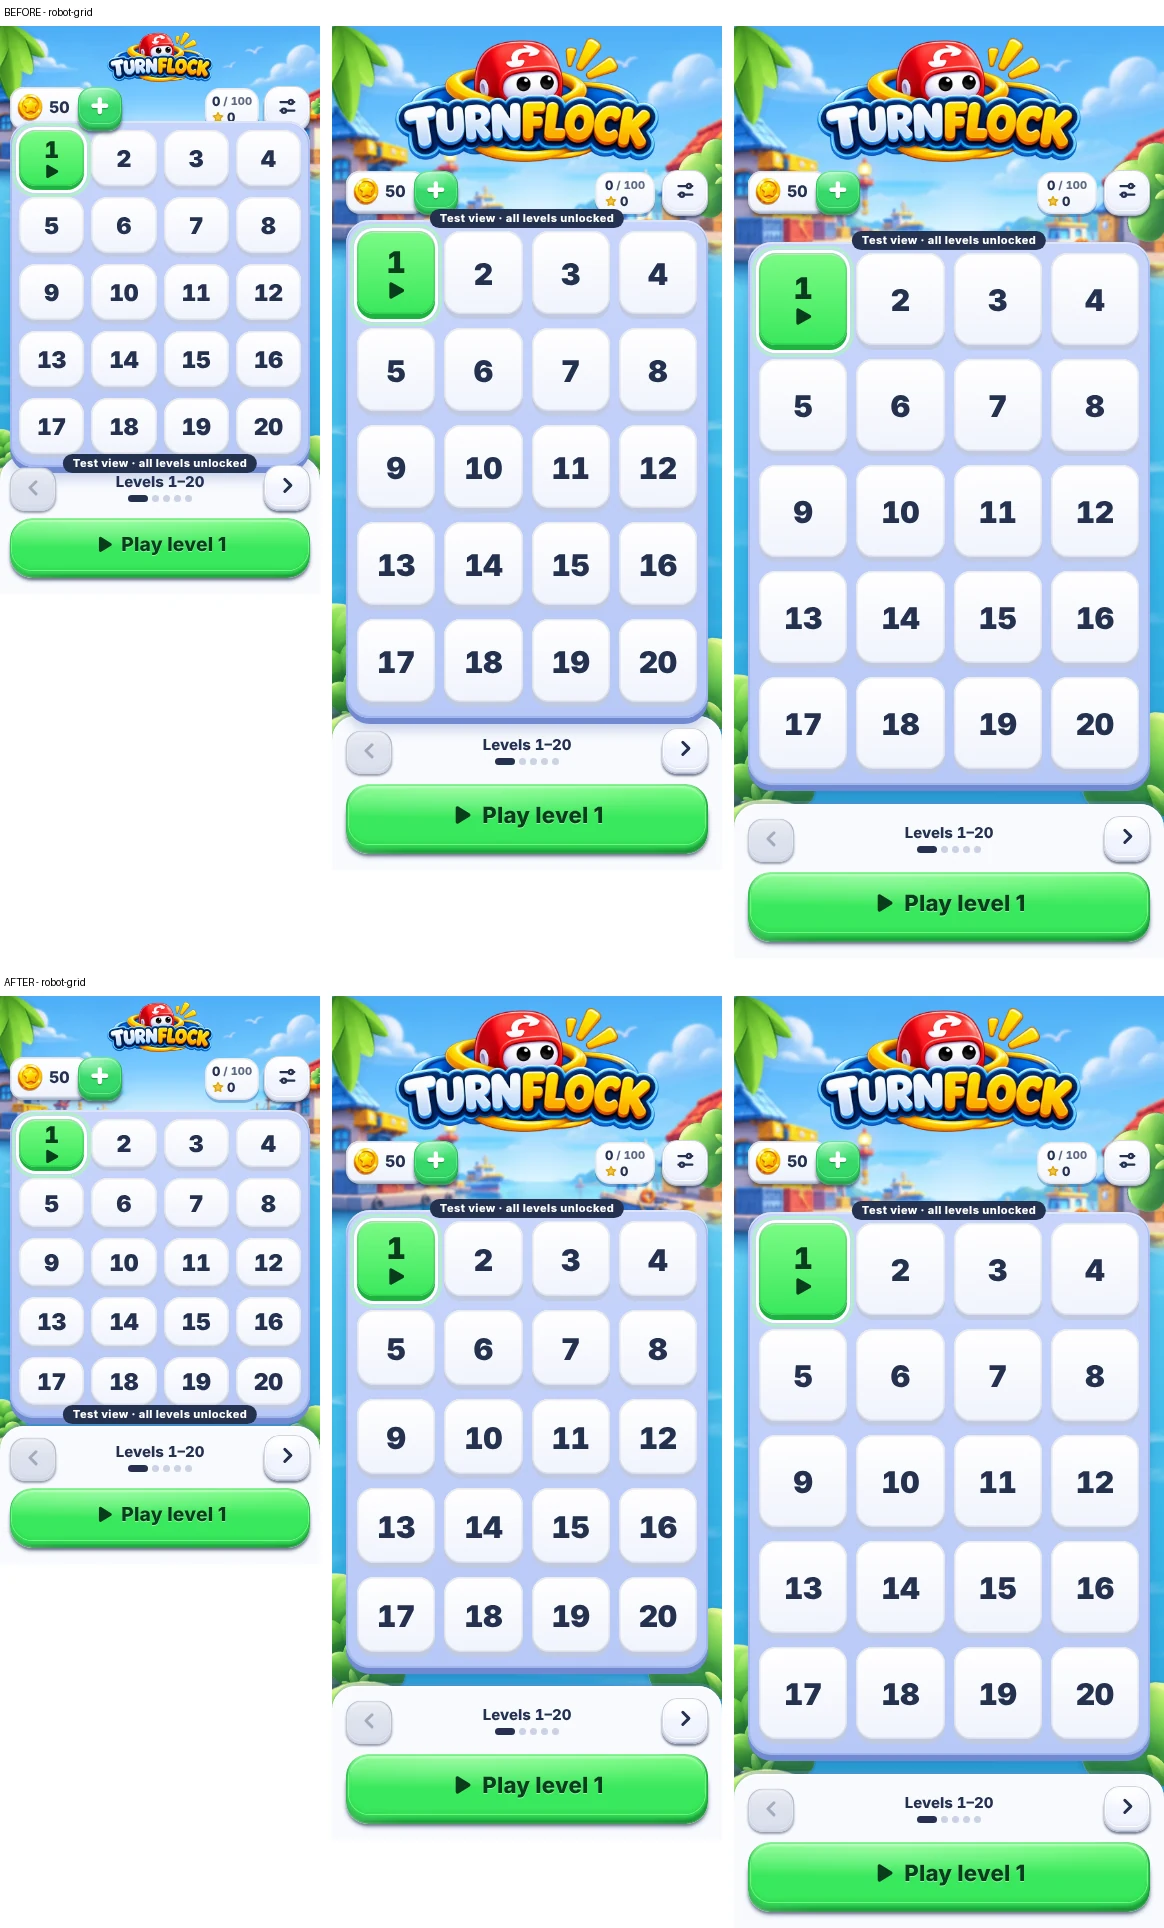 BEFORE - robot-grid
TURNFLOCK
50
0 / 100
0
1 2 3 4
5 6 7 8
9 10 11 12
13 14 15 16
17 18 19 20
Test view · all levels unlocked
Levels 1–20
Play level 1
TURNFLOCK
50
0 / 100
0
Test view · all levels unlocked
1 2 3 4
5 6 7 8
9 10 11 12
13 14 15 16
17 18 19 20
Levels 1–20
Play level 1
TURNFLOCK
50
0 / 100
0
Test view · all levels unlocked
1 2 3 4
5 6 7 8
9 10 11 12
13 14 15 16
17 18 19 20
Levels 1–20
Play level 1
AFTER - robot-grid
TURNFLOCK
50
0 / 100
0
1 2 3 4
5 6 7 8
9 10 11 12
13 14 15 16
17 18 19 20
Test view · all levels unlocked
Levels 1–20
Play level 1
TURNFLOCK
50
0 / 100
0
Test view · all levels unlocked
1 2 3 4
5 6 7 8
9 10 11 12
13 14 15 16
17 18 19 20
Levels 1–20
Play level 1
TURNFLOCK
50
0 / 100
0
Test view · all levels unlocked
1 2 3 4
5 6 7 8
9 10 11 12
13 14 15 16
17 18 19 20
Levels 1–20
Play level 1